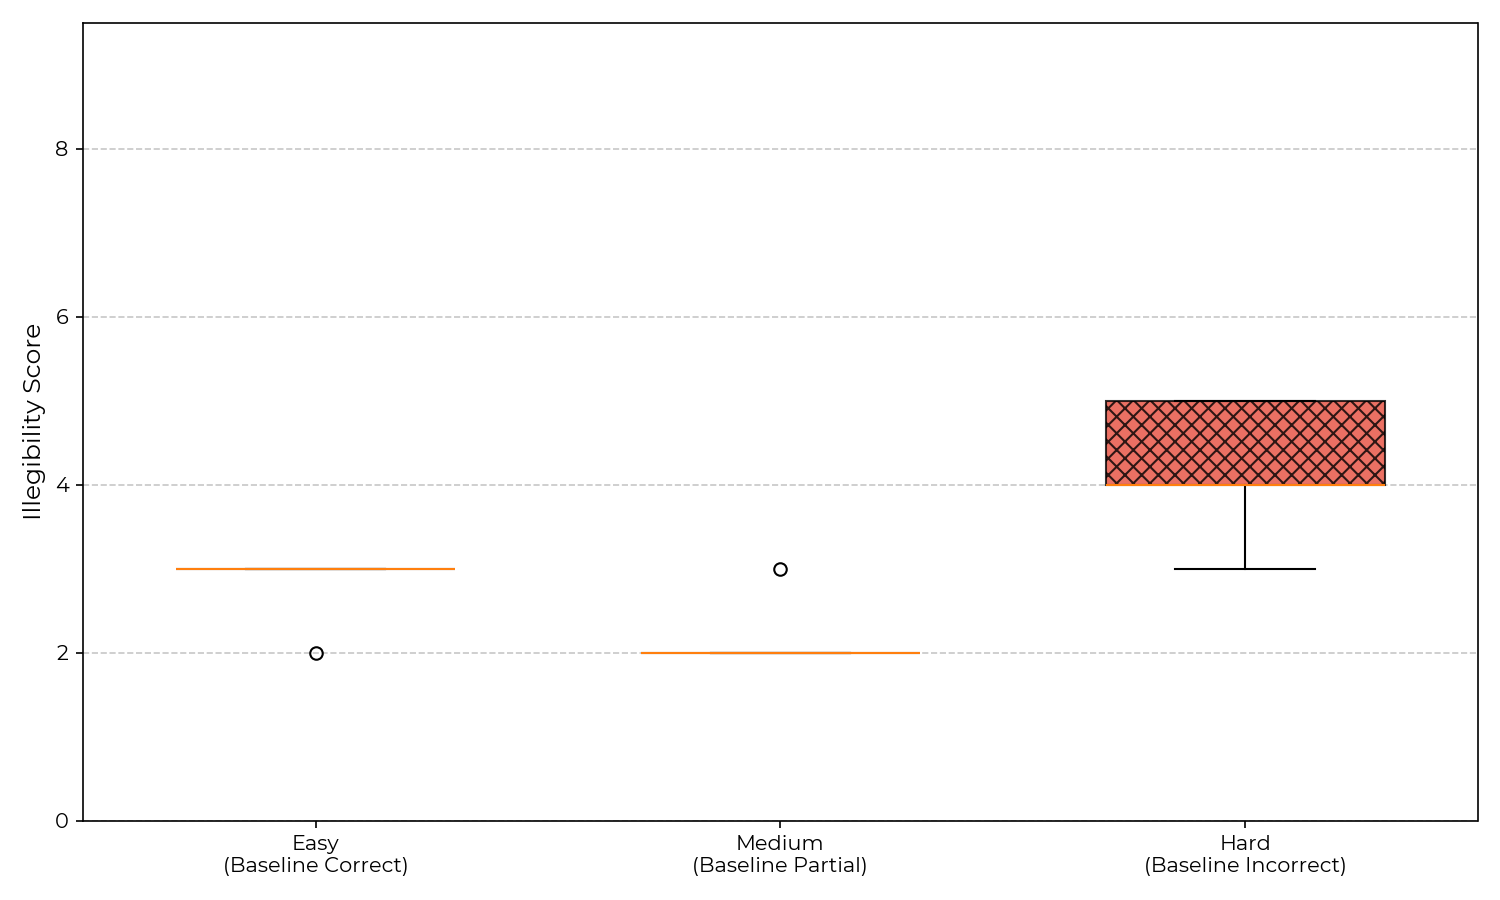 Illegibility Score
8
6
4
2
0
Easy
(Baseline Correct)
Medium
(Baseline Partial)
Hard
(Baseline Incorrect)